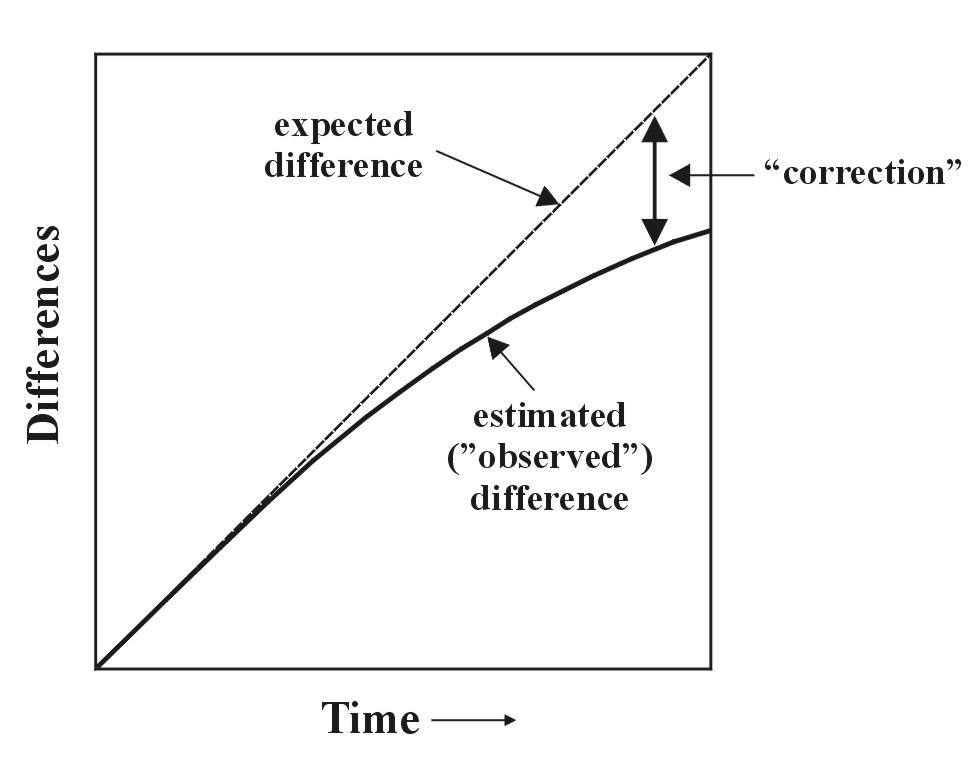 expected
difference
“correction”
Differences
estimated
(”observed”)
difference
Time